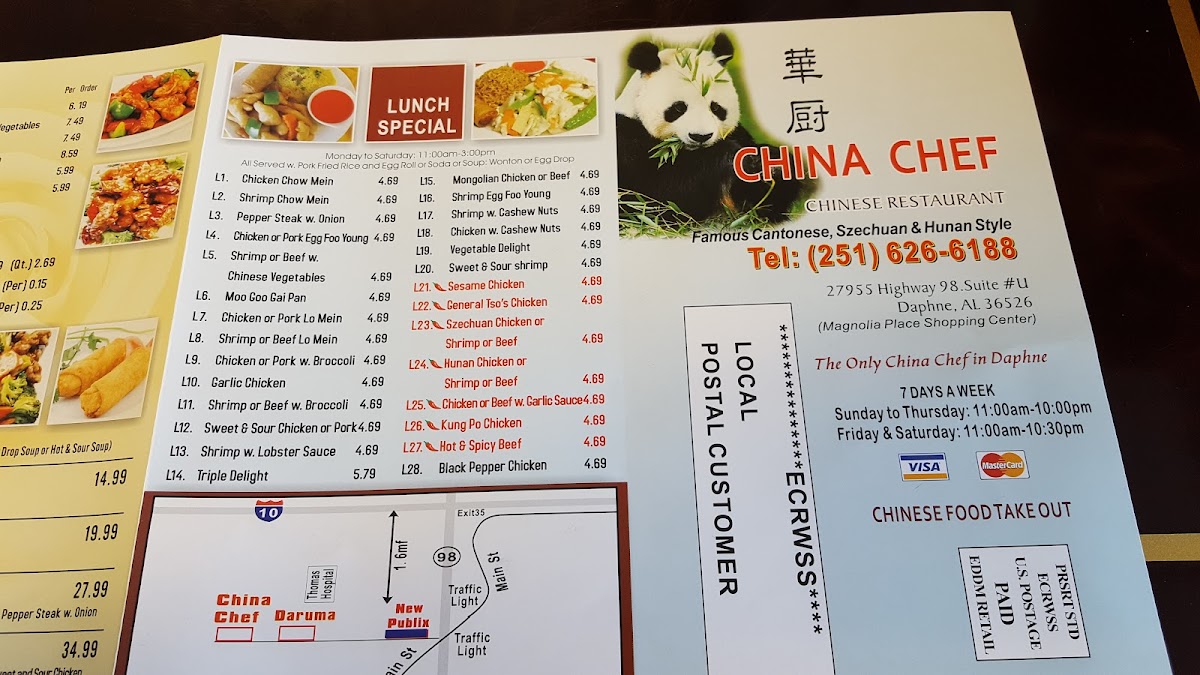 Per Order
6.19
Vegetables 7.49
7.49
8.59
5.99
5.99
(Qt.) 2.69
(Per) 0.15
(Per) 0.25
Drop Soup or Hot & Sour Soup)
14.99
19.99
27.99
Pepper Steak w. Onion
34.99
and Sour Chicken
LUNCH
SPECIAL
Monday to Saturday: 11:00am-3:00pm
All Served w. Pork Fried Rice and Egg Roll or Soda or Soup: Wonton or Egg Drop
L1. Chicken Chow Mein 4.69
L2. Shrimp Chow Mein 4.69
L3. Pepper Steak w. Onion 4.69
L4. Chicken or Pork Egg Foo Young 4.69
L5. Shrimp or Beef w.
Chinese Vegetables 4.69
L6. Moo Goo Gai Pan 4.69
L7. Chicken or Pork Lo Mein 4.69
L8. Shrimp or Beef Lo Mein 4.69
L9. Chicken or Pork w. Broccoli 4.69
L10. Garlic Chicken 4.69
L11. Shrimp or Beef w. Broccoli 4.69
L12. Sweet & Sour Chicken or Pork 4.69
L13. Shrimp w. Lobster Sauce 4.69
L14. Triple Delight 5.79
L15. Mongolian Chicken or Beef 4.69
L16. Shrimp Egg Foo Young 4.69
L17. Shrimp w. Cashew Nuts 4.69
L18. Chicken w. Cashew Nuts 4.69
L19. Vegetable Delight 4.69
L20. Sweet & Sour shrimp 4.69
L21. Sesame Chicken 4.69
L22. General Tso's Chicken 4.69
L23. Szechuan Chicken or
Shrimp or Beef 4.69
L24. Hunan Chicken or
Shrimp or Beef 4.69
L25. Chicken or Beef w. Garlic Sauce 4.69
L26. Kung Po Chicken 4.69
L27. Hot & Spicy Beef 4.69
L28. Black Pepper Chicken 4.69
10
Exit35
1.6mf
98
Main St
Thomas
Hospital
Traffic
Light
China
Chef
Daruma
New
Publix
Traffic
Light
ain St
華
厨
CHINA CHEF
CHINESE RESTAURANT
Famous Cantonese, Szechuan & Hunan Style
Tel: (251) 626-6188
27955 Highway 98.Suite #U
Daphne, AL 36526
(Magnolia Place Shopping Center)
The Only China Chef in Daphne
7 DAYS A WEEK
Sunday to Thursday: 11:00am-10:00pm
Friday & Saturday: 11:00am-10:30pm
VISA
MasterCard
CHINESE FOOD TAKE OUT
****************ECRWSS****
LOCAL
POSTAL CUSTOMER
PRSRT STD
ECRWSS
U.S. POSTAGE
PAID
EDDM RETAIL